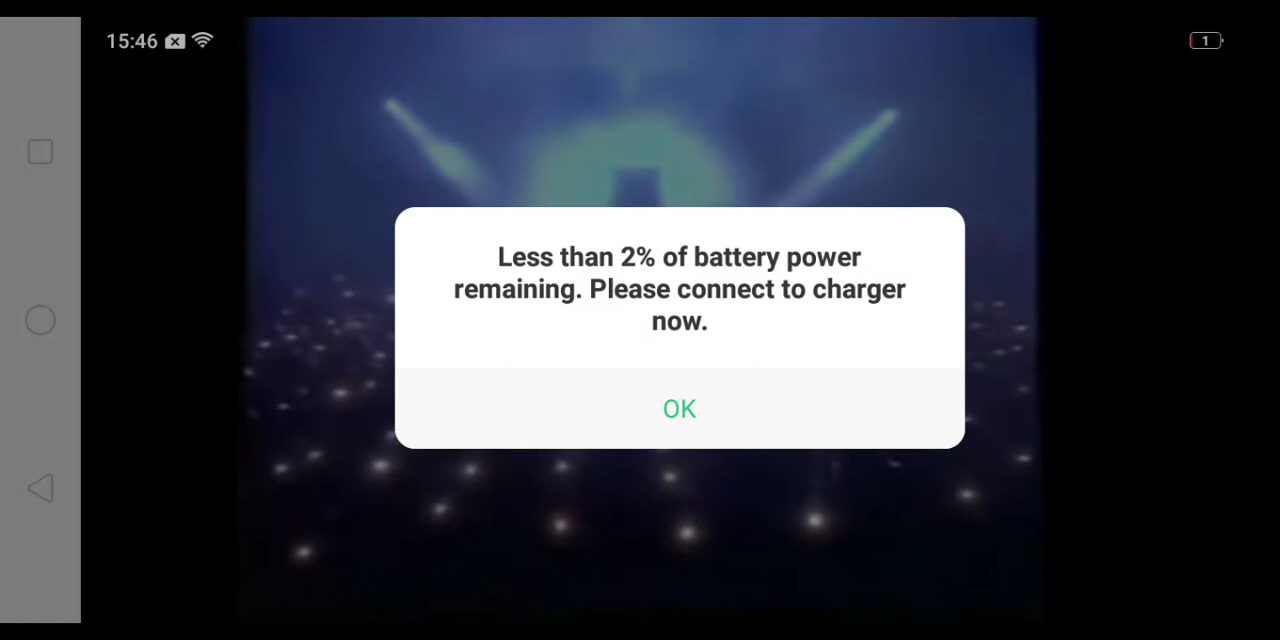 15:46
1
Less than 2% of battery power
remaining. Please connect to charger
now.
OK